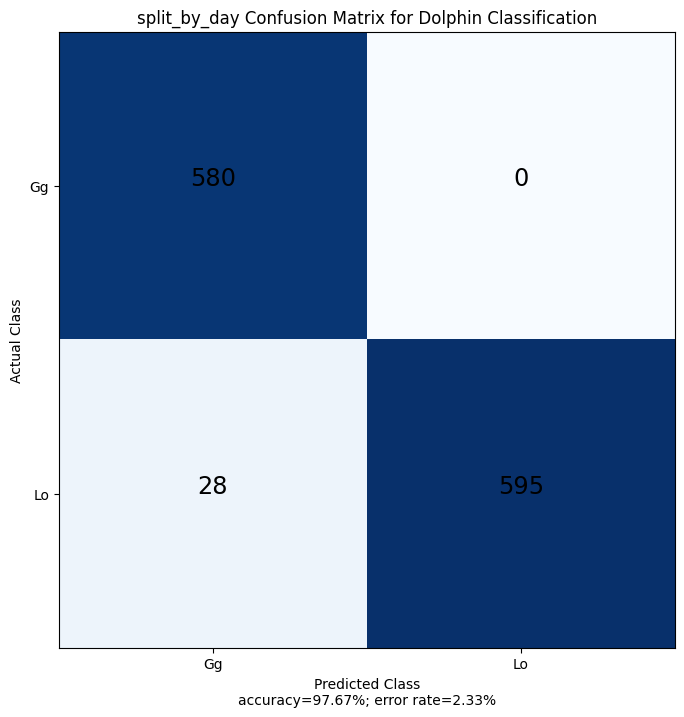 split_by_day Confusion Matrix for Dolphin Classification
Gg
580
0
Actual Class
Lo
28
595
Gg
Lo
Predicted Class
accuracy=97.67%; error rate=2.33%